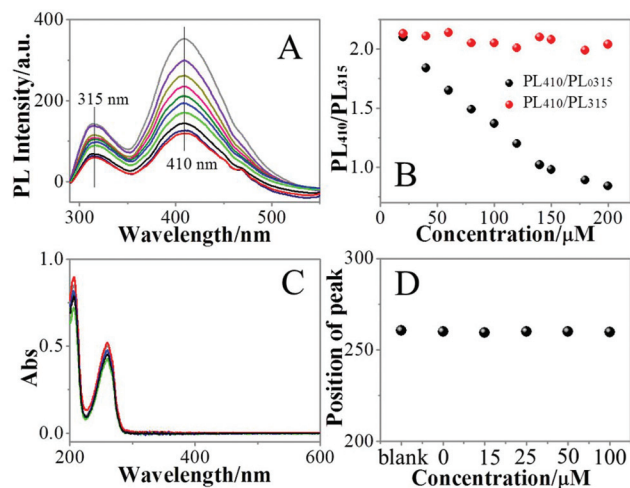 A
PL Intensity/a.u.
400
300
200
100
0
315 nm
410 nm
300
400
500
Wavelength/nm
B
PL410/PL315
2.0
1.5
1.0
PL410/PL0315
PL410/PL315
0
50
100
150
200
Concentration/μM
C
Abs
1.0
0.5
0.0
200
400
600
Wavelength/nm
D
Position of peak
300
260
200
blank
0
15
25
50
100
Concentration/μM